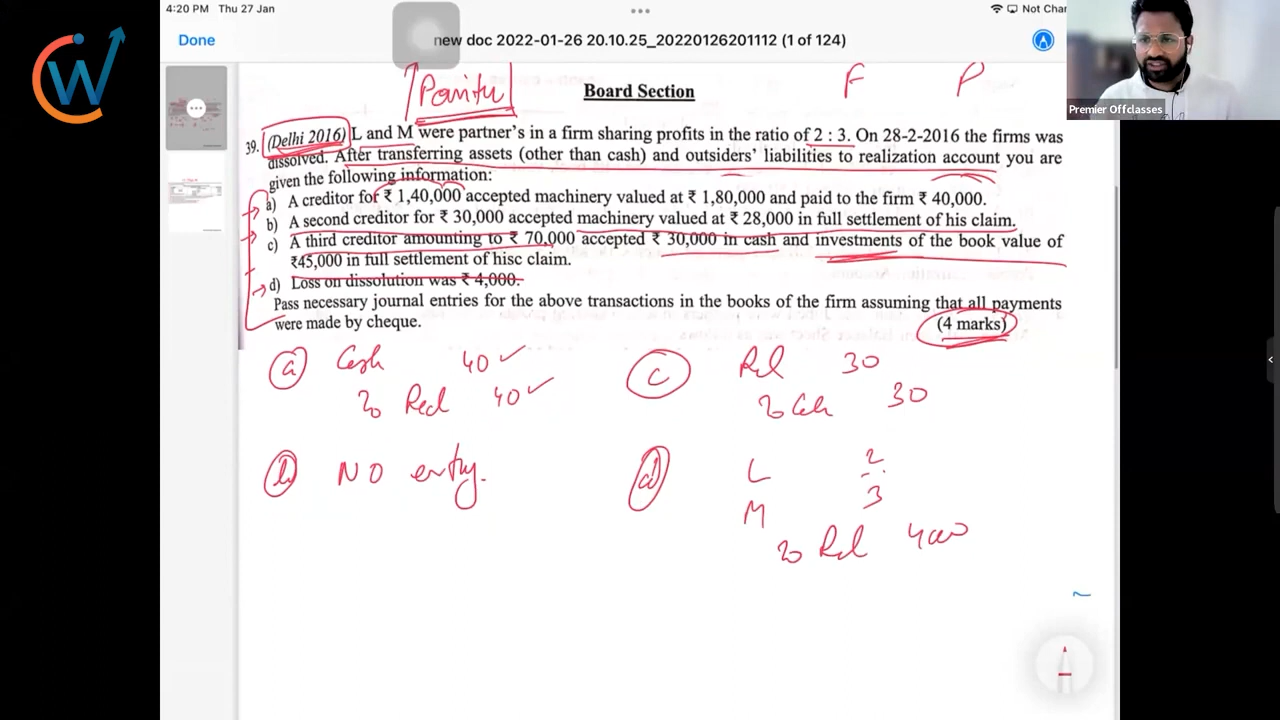 4:20 PM Thu 27 Jan
Not Char
Done
new doc 2022-01-26 20.10.25_20220126201112 (1 of 124)
Premier Offclasses
W
F P
Board Section
39. (Delhi 2016) L and M were partner's in a firm sharing profits in the ratio of 2 : 3. On 28-2-2016 the firms was
dissolved. After transferring assets (other than cash) and outsiders' liabilities to realization account you are
given the following information:
a) A creditor for ₹ 1,40,000 accepted machinery valued at ₹ 1,80,000 and paid to the firm ₹ 40,000.
b) A second creditor for ₹ 30,000 accepted machinery valued at ₹ 28,000 in full settlement of his claim.
c) A third creditor amounting to ₹ 70,000 accepted ₹ 30,000 in cash and investments of the book value of
₹45,000 in full settlement of hisc claim.
d) Loss on dissolution was ₹ 4,000.
Pass necessary journal entries for the above transactions in the books of the firm assuming that all payments
were made by cheque.
(4 marks)
a Cash 40
To Real 40
b NO entry.
c Rel 30
To Cash 30
d L 2
M 3
To Rel 4000